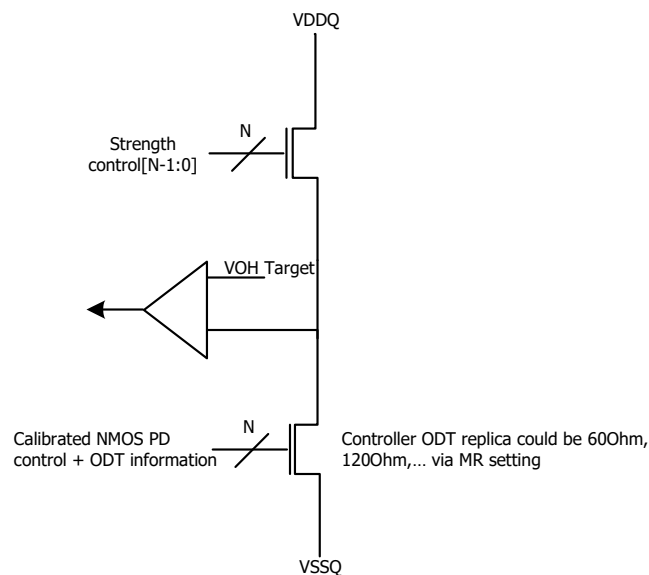 VDDQ
N
Strength
control[N-1:0]
VOH Target
N
Calibrated NMOS PD
control + ODT information
Controller ODT replica could be 60Ohm,
120Ohm,... via MR setting
VSSQ